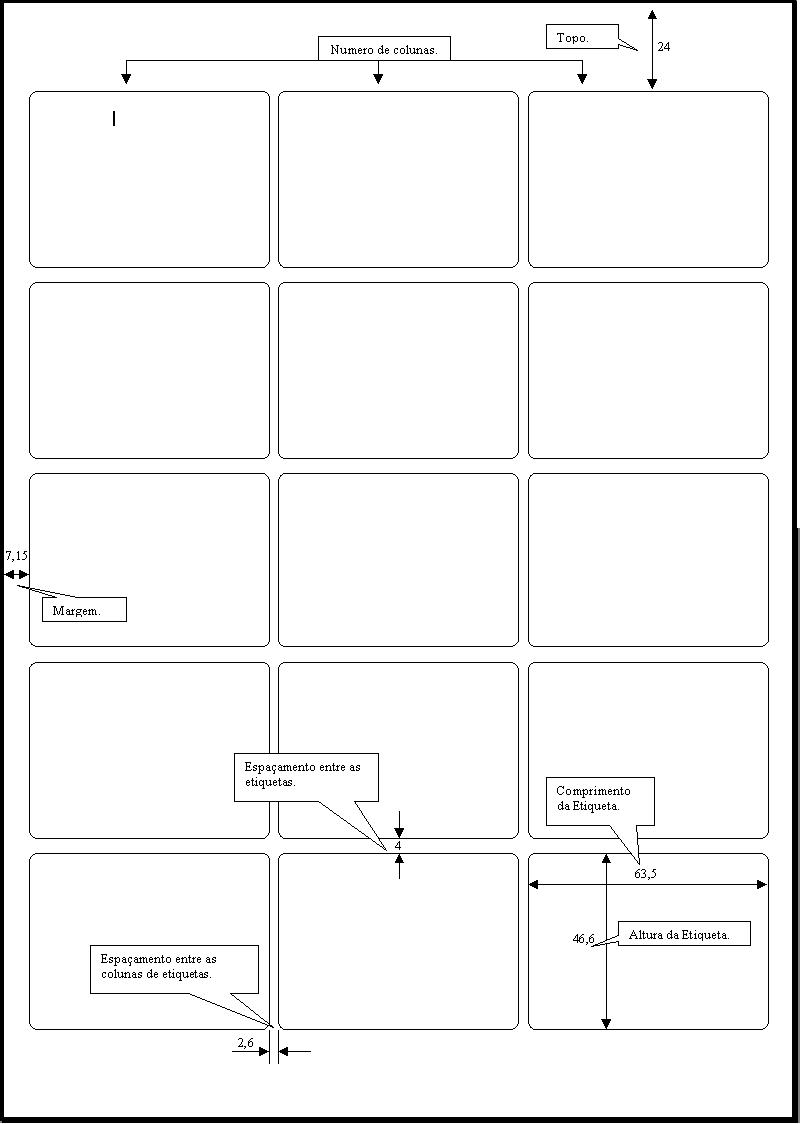 Topo.
24
Numero de colunas.
7,15
Margem.
Espaçamento entre as
etiquetas.
4
Comprimento
da Etiqueta.
63,5
46,6
Altura da Etiqueta.
Espaçamento entre as
colunas de etiquetas.
2,6